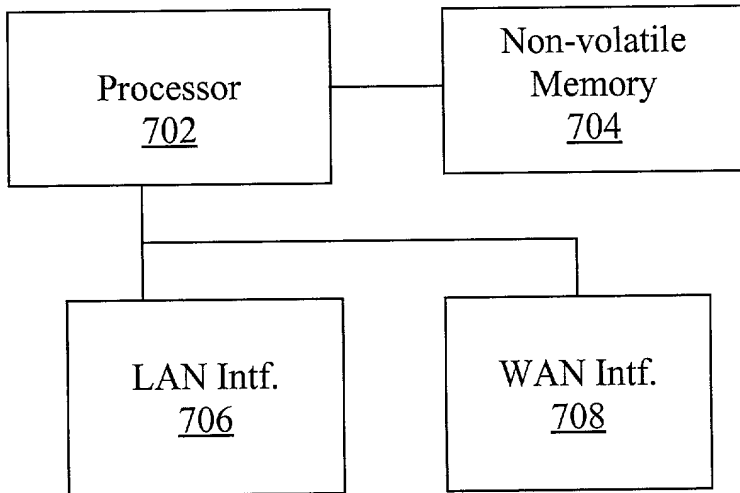 Processor
702
Non-volatile
Memory
704
LAN Intf.
706
WAN Intf.
708